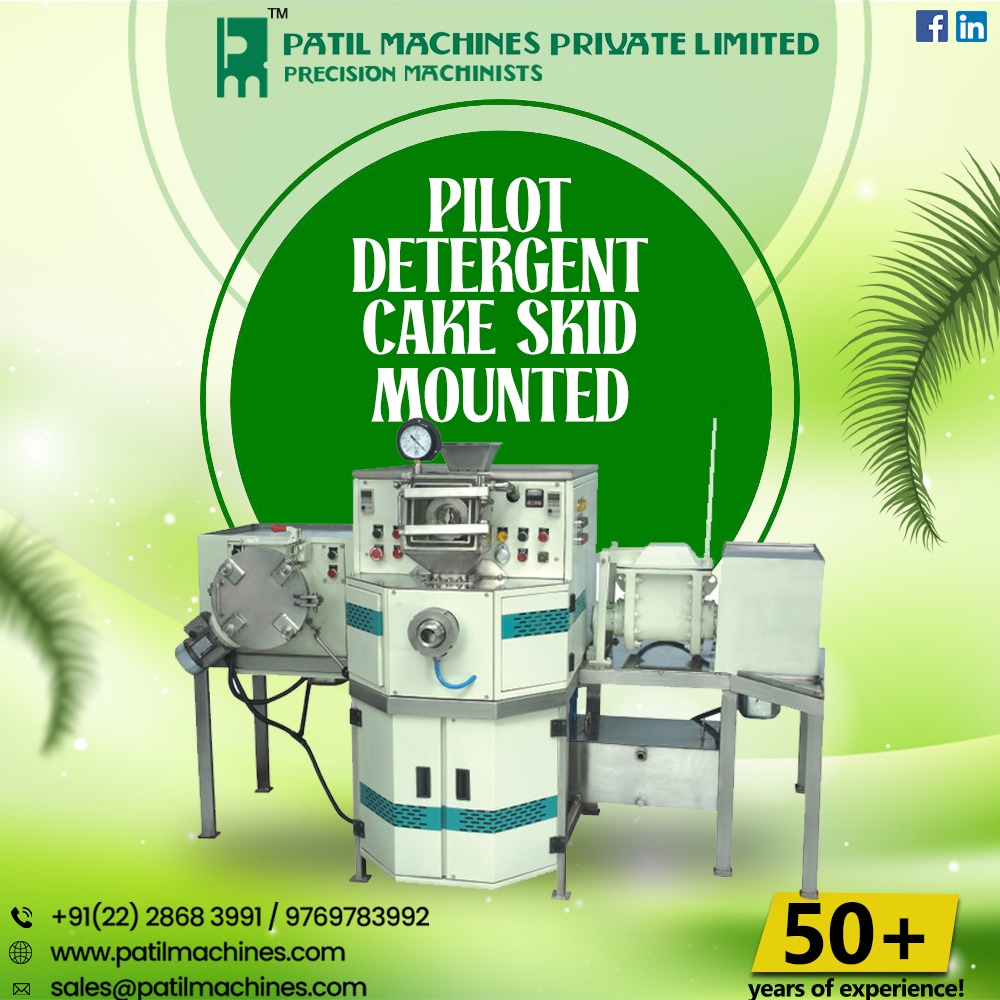 TM
PATIL MACHINES PRIVATE LIMITED
PRECISION MACHINISTS
PILOT
DETERGENT
CAKE SKID
MOUNTED
+91(22) 2868 3991 / 9769783992
www.patilmachines.com
sales@patilmachines.com
50+
years of experience!